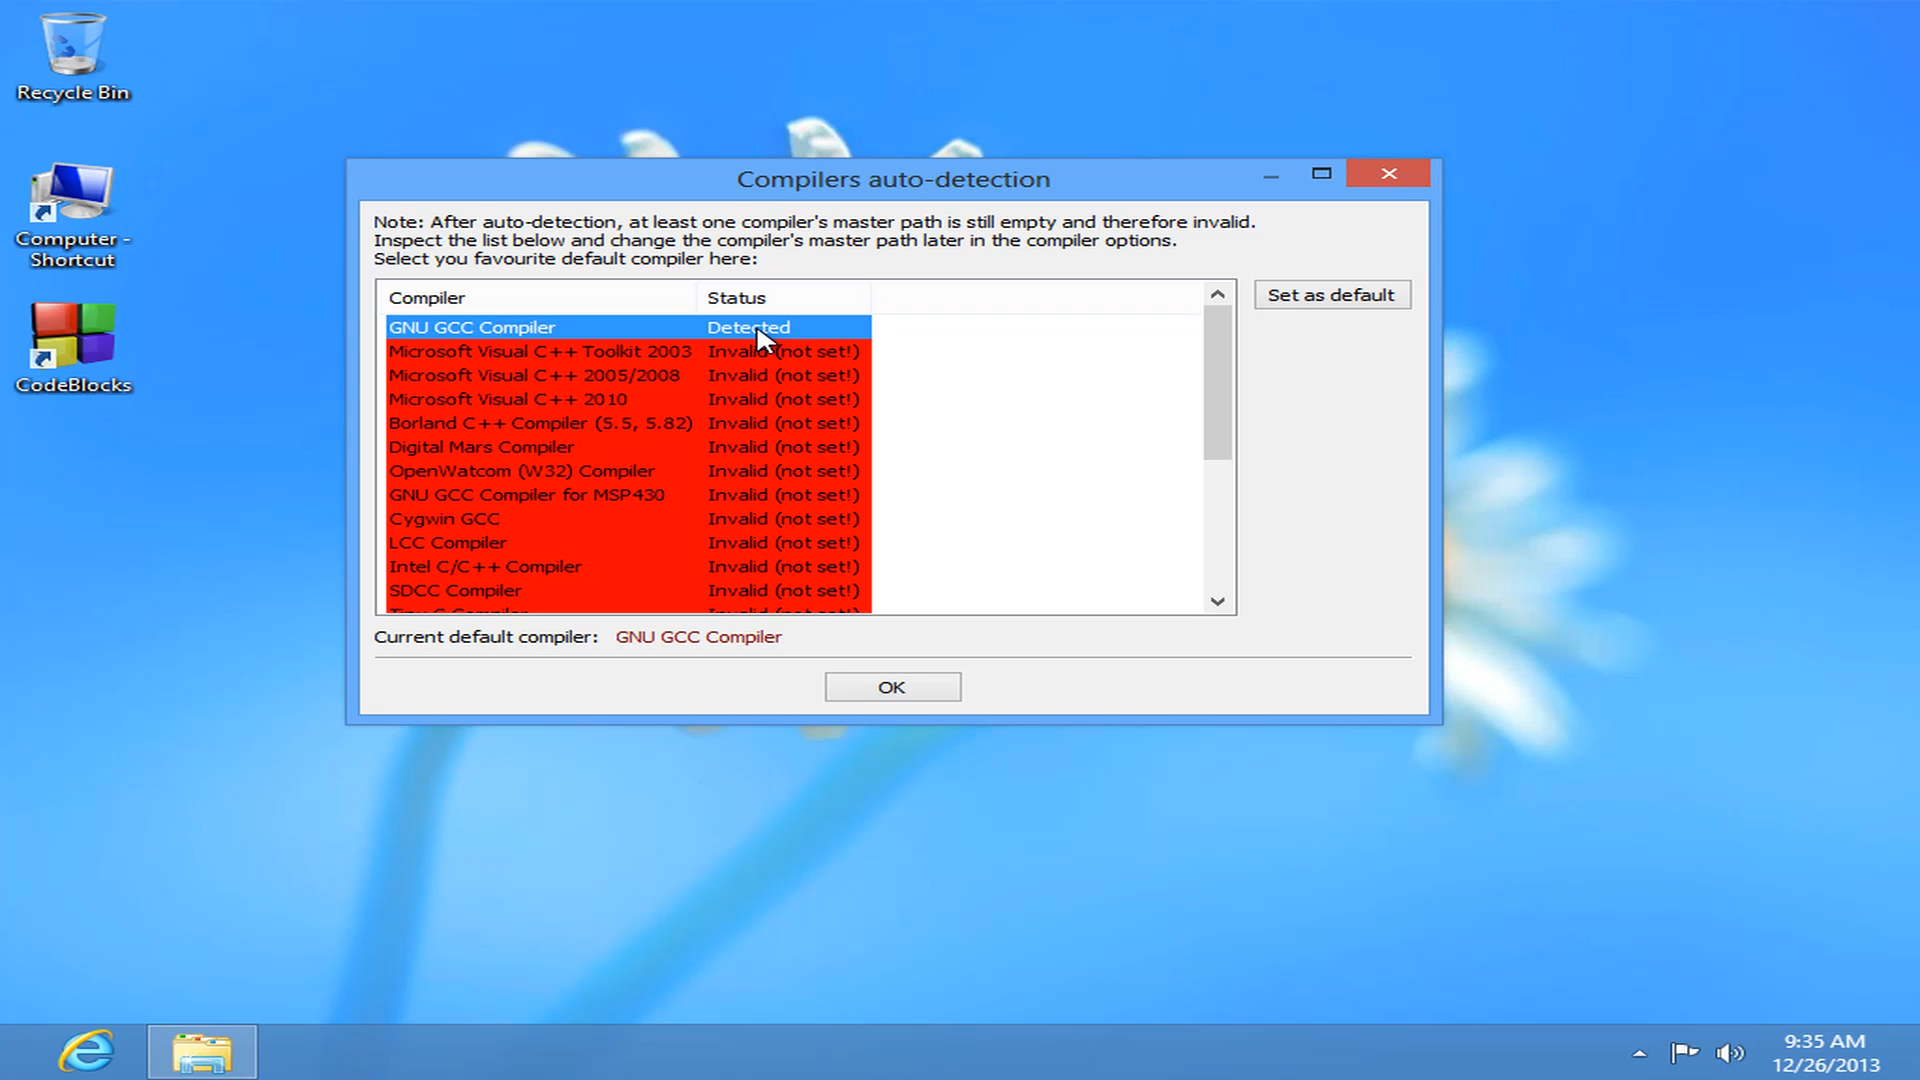 Recycle Bin
Computer -
Shortcut
CodeBlocks
Compilers auto-detection
Note: After auto-detection, at least one compiler's master path is still empty and therefore invalid.
Inspect the list below and change the compiler's master path later in the compiler options.
Select you favourite default compiler here:
Compiler Status
Set as default
GNU GCC Compiler Detected
Microsoft Visual C++ Toolkit 2003 Invalid (not set!)
Microsoft Visual C++ 2005/2008 Invalid (not set!)
Microsoft Visual C++ 2010 Invalid (not set!)
Borland C++ Compiler (5.5, 5.82) Invalid (not set!)
Digital Mars Compiler Invalid (not set!)
OpenWatcom (W32) Compiler Invalid (not set!)
GNU GCC Compiler for MSP430 Invalid (not set!)
Cygwin GCC Invalid (not set!)
LCC Compiler Invalid (not set!)
Intel C/C++ Compiler Invalid (not set!)
SDCC Compiler Invalid (not set!)
Tiny C Compiler Invalid (not set!)
Current default compiler: GNU GCC Compiler
OK
9:35 AM
12/26/2013